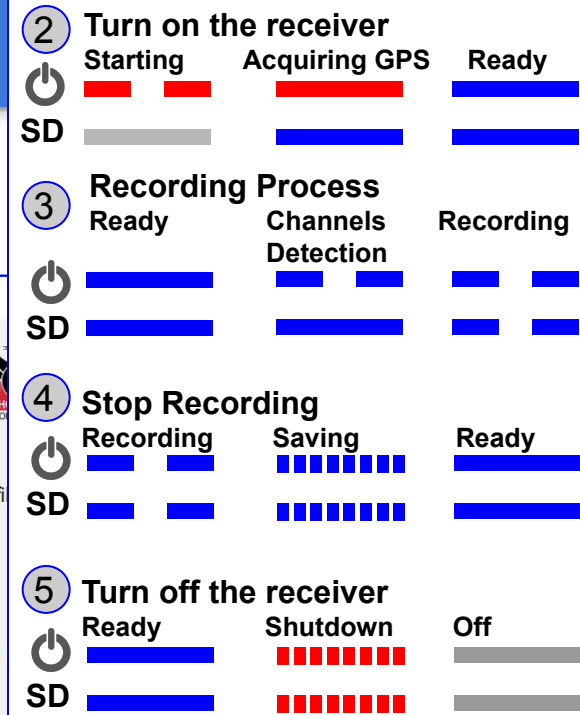 2 Turn on the receiver
Starting Acquiring GPS Ready
SD
3 Recording Process
Ready Channels Detection Recording
SD
4 Stop Recording
Recording Saving Ready
SD
5 Turn off the receiver
Ready Shutdown Off
SD